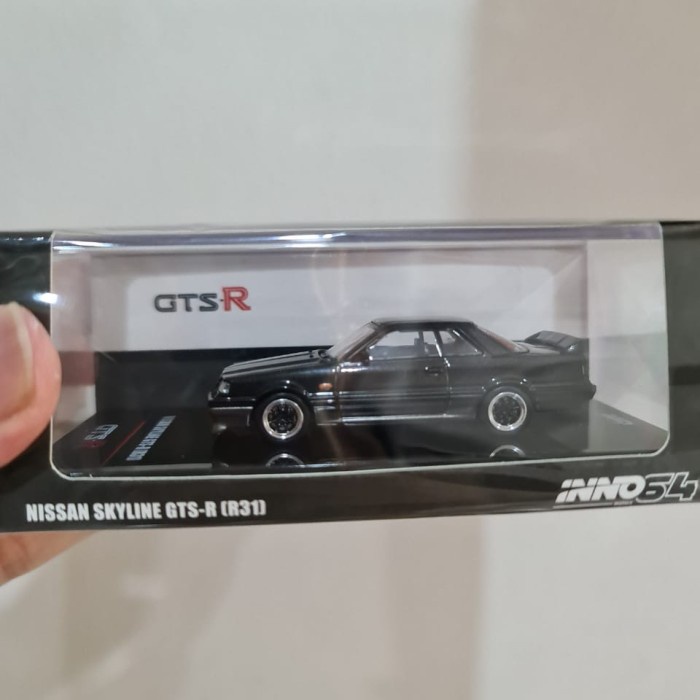 GTS-R
NISSAN SKYLINE GTS-R (R31)
INNO64